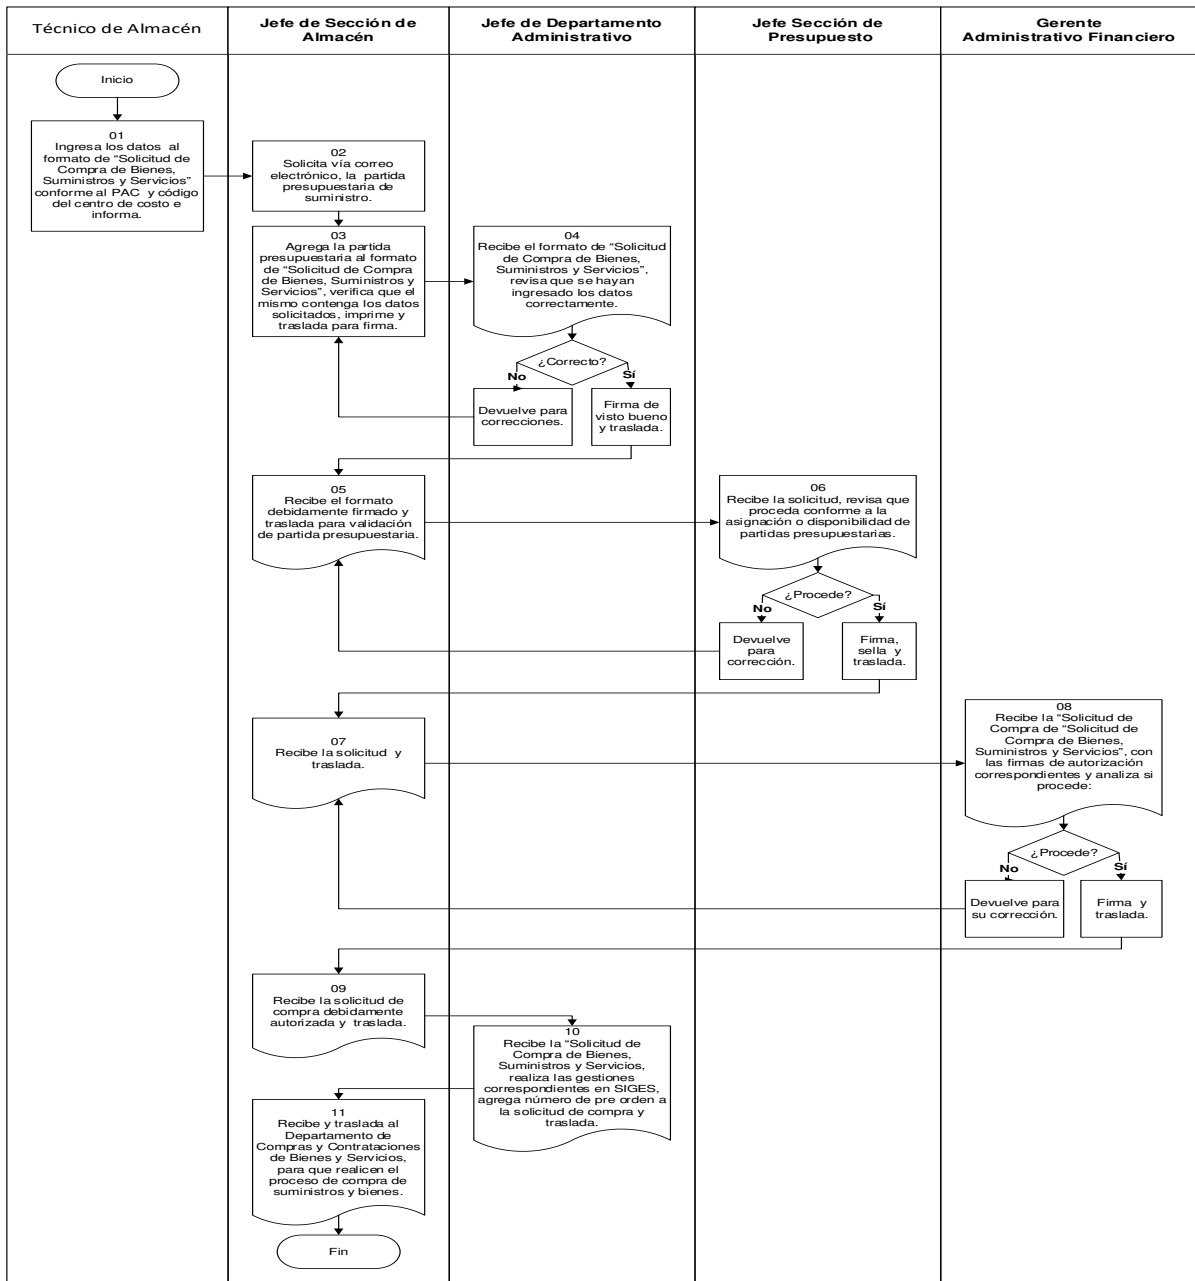 Técnico de Almacén
Jefe de Sección de
Almacén
Jefe de Departamento
Administrativo
Jefe Sección de
Presupuesto
Gerente
Administrativo Financiero
Inicio
01
Ingresa los datos al
formato de “Solicitud de
Compra de Bienes,
Suministros y Servicios”
conforme al PAC y código
del centro de costo e
informa.
02
Solicita vía correo
electrónico, la partida
presupuestaria de
suministro.
03
Agrega la partida
presupuestaria al formato
de “Solicitud de Compra
de Bienes, Suministros y
Servicios”, verifica que el
mismo contenga los datos
solicitados, imprime y
traslada para firma.
04
Recibe el formato de “Solicitud
de Compra de Bienes,
Suministros y Servicios”,
revisa que se hayan
ingresado los datos
correctamente.
¿Correcto?
No
Sí
Devuelve para
correcciones.
Firma de
visto bueno
y traslada.
05
Recibe el formato
debidamente firmado y
traslada para validación
de partida presupuestaria.
06
Recibe la solicitud, revisa que
proceda conforme a la
asignación o disponibilidad de
partidas presupuestarias.
¿Procede?
No
Sí
Devuelve
para
corrección.
Firma,
sella y
traslada.
07
Recibe la solicitud y
traslada.
08
Recibe la “Solicitud de
Compra de “Solicitud de
Compra de Bienes,
Suministros y Servicios”, con
las firmas de autorización
correspondientes y analiza si
procede:
¿Procede?
No
Sí
Devuelve para
su corrección.
Firma y
traslada.
09
Recibe la solicitud de
compra debidamente
autorizada y traslada.
10
Recibe la “Solicitud de
Compra de Bienes,
Suministros y Servicios,
realiza las gestiones
correspondientes en SIGES,
agrega número de pre orden a
la solicitud de compra y
traslada.
11
Recibe y traslada al
Departamento de
Compras y Contrataciones
de Bienes y Servicios,
para que realicen el
proceso de compra de
suministros y bienes.
Fin